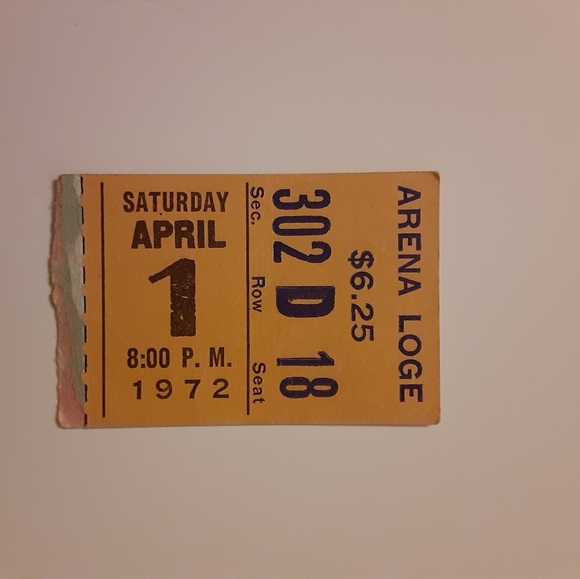 SATURDAY
APRIL
1
8:00 P. M.
1972
ARENA LOGE
$6.25
302 D 18
Sec. Row Seat